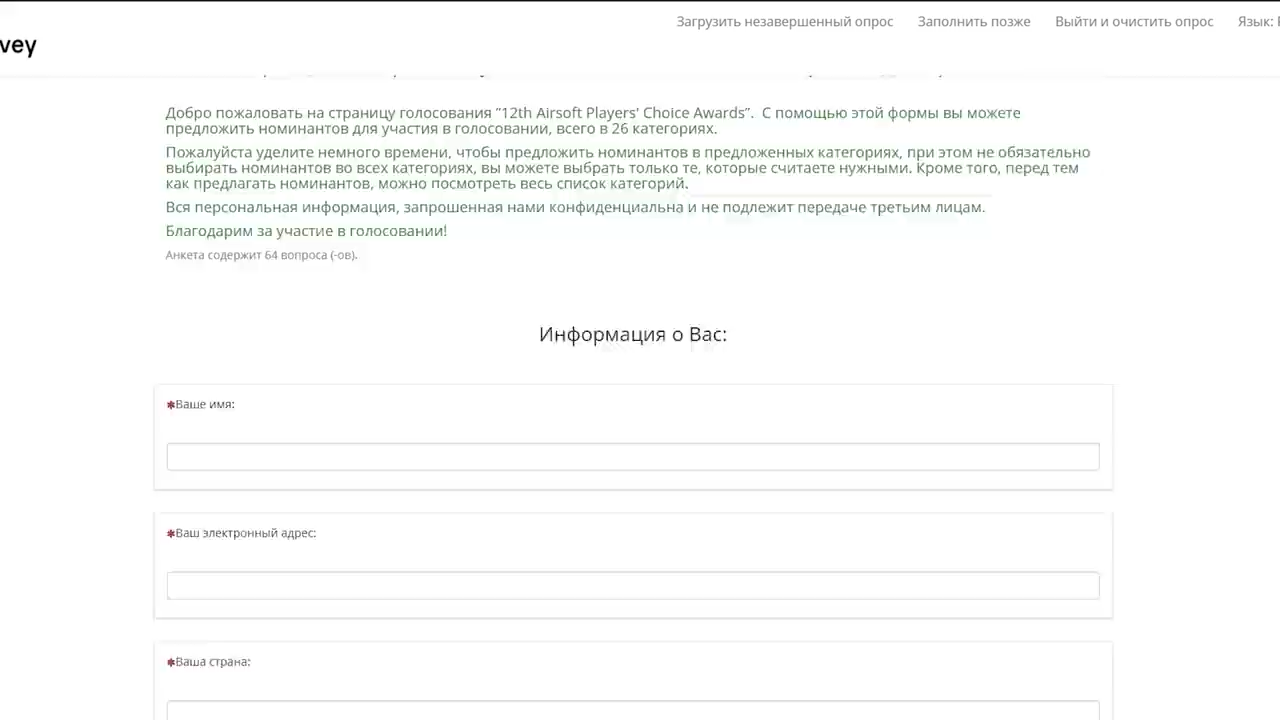 Загрузить незавершенный опрос Заполнить позже Выйти и очистить опрос Язык:
vey
Добро пожаловать на страницу голосования "12th Airsoft Players' Choice Awards". С помощью этой формы вы можете
предложить номинантов для участия в голосовании, всего в 26 категориях.
Пожалуйста уделите немного времени, чтобы предложить номинантов в предложенных категориях, при этом не обязательно
выбирать номинантов во всех категориях, вы можете выбрать только те, которые считаете нужными. Кроме того, перед тем
как предлагать номинантов, можно посмотреть весь список категорий.
Вся персональная информация, запрошенная нами конфиденциальна и не подлежит передаче третьим лицам.
Благодарим за участие в голосовании!
Анкета содержит 64 вопроса (-ов).
Информация о Вас:
*Ваше имя:
*Ваш электронный адрес:
*Ваша страна: